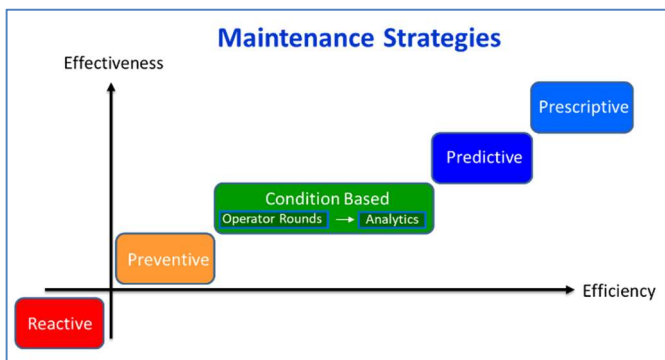 Maintenance Strategies
Effectiveness
Prescriptive
Predictive
Condition Based
Operator Rounds → Analytics
Preventive
Efficiency
Reactive